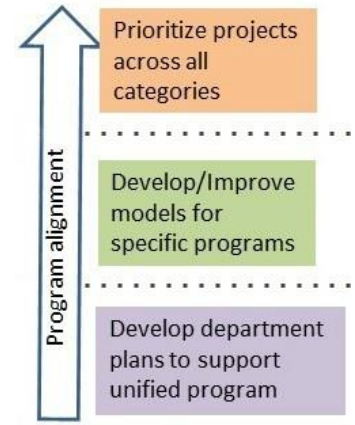 Prioritize projects
across all
categories
Develop/Improve
models for
specific programs
Develop department
plans to support
unified program
Program alignment